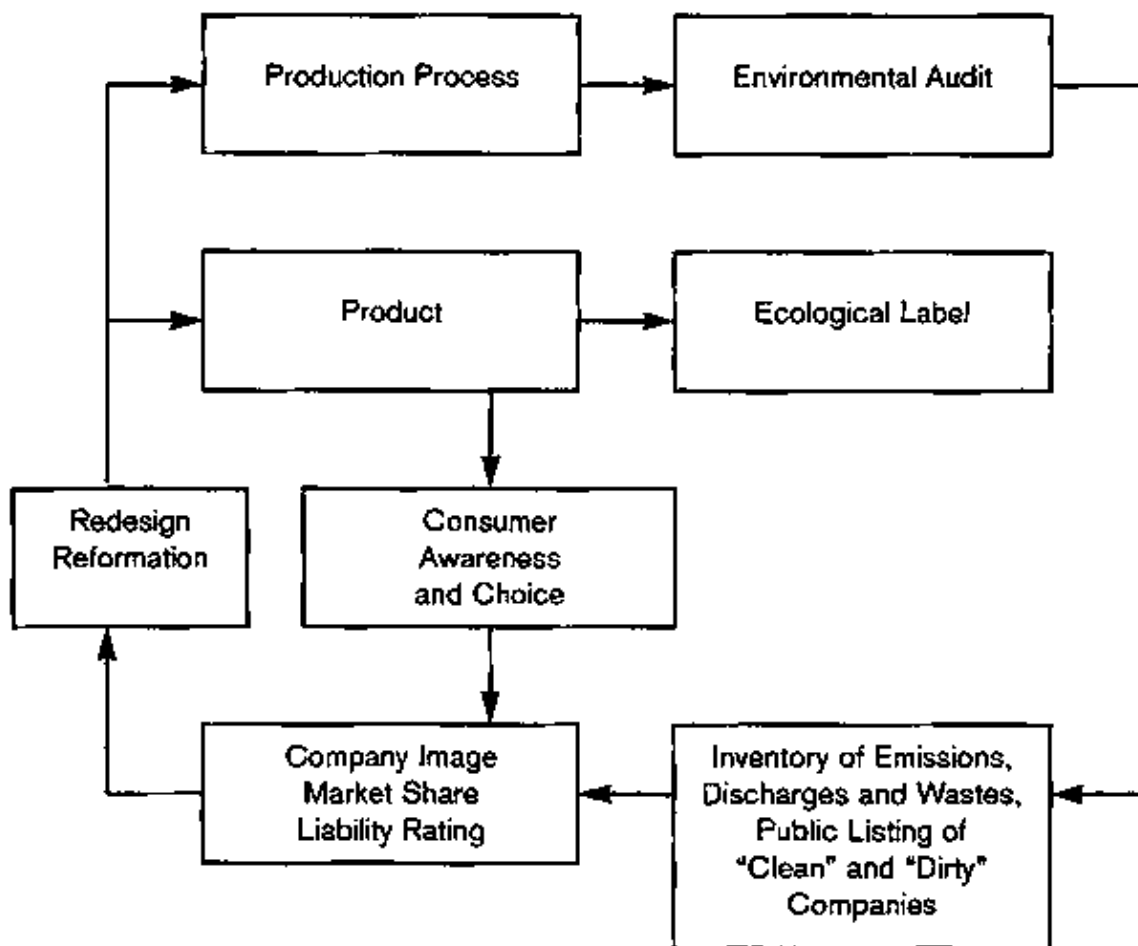 Production Process
Environmental Audit
Product
Ecological Label
Redesign
Reformation
Consumer
Awareness
and Choice
Company Image
Market Share
Liability Rating
Inventory of Emissions,
Discharges and Wastes,
Public Listing of
"Clean" and "Dirty"
Companies